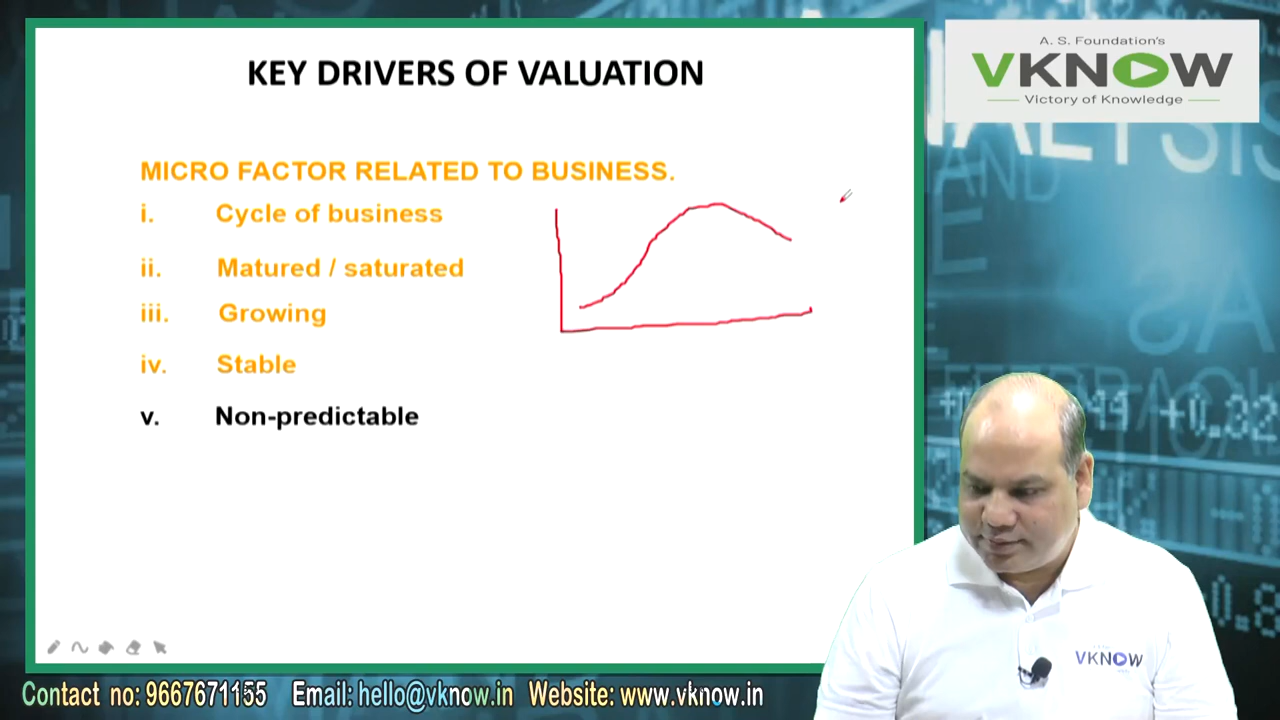 KEY DRIVERS OF VALUATION
A. S. Foundation's
VKNOW
Victory of Knowledge
MICRO FACTOR RELATED TO BUSINESS.
i. Cycle of business
ii. Matured / saturated
iii. Growing
iv. Stable
v. Non-predictable
AND
VKNOW
Contact no: 9667671155 Email: hello@vknow.in Website: www.vknow.in